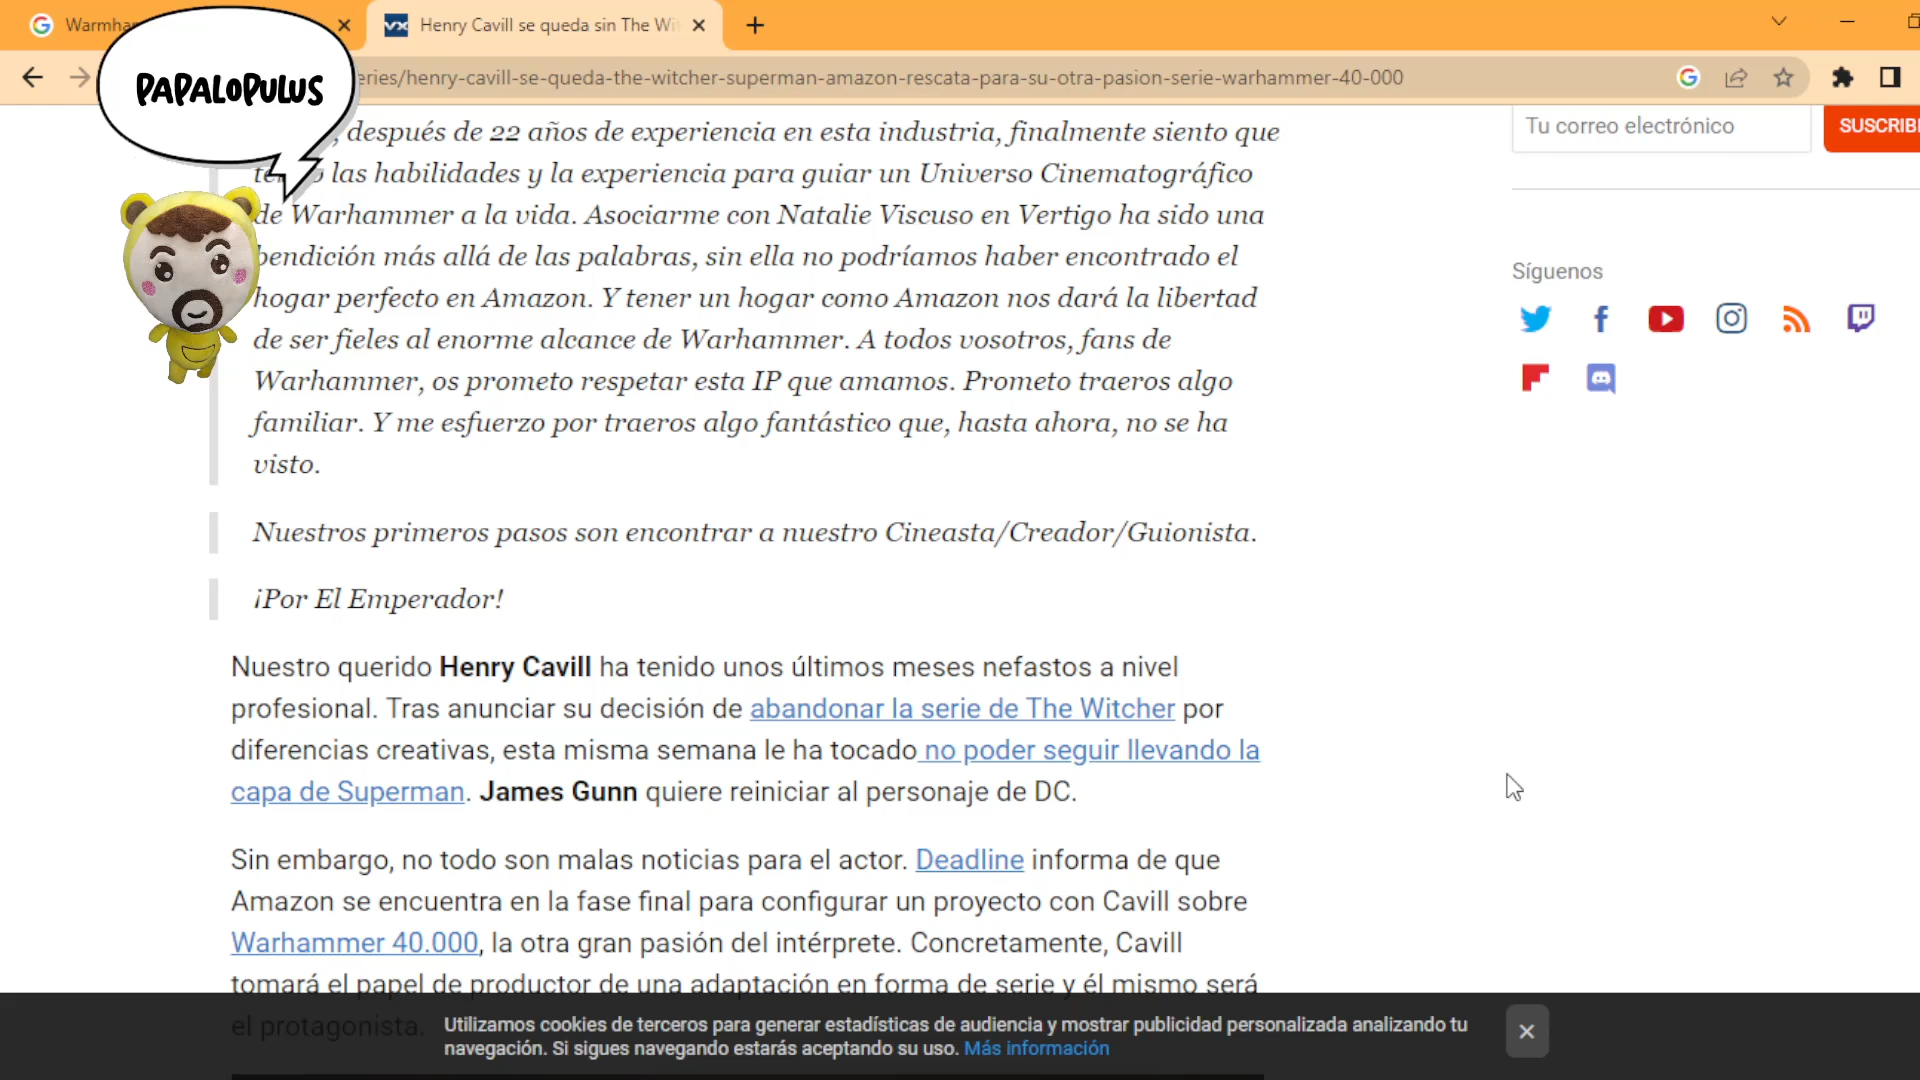 Warmha
Henry Cavill se queda sin The Wit
PAPALOPULUS
eries/henry-cavill-se-queda-the-witcher-superman-amazon-rescata-para-su-otra-pasion-serie-warhammer-40-000
, después de 22 años de experiencia en esta industria, finalmente siento que
las habilidades y la experiencia para guiar un Universo Cinematográfico
de Warhammer a la vida. Asociarme con Natalie Viscuso en Vertigo ha sido una
bendición más allá de las palabras, sin ella no podríamos haber encontrado el
hogar perfecto en Amazon. Y tener un hogar como Amazon nos dará la libertad
de ser fieles al enorme alcance de Warhammer. A todos vosotros, fans de
Warhammer, os prometo respetar esta IP que amamos. Prometo traeros algo
familiar. Y me esfuerzo por traeros algo fantástico que, hasta ahora, no se ha
visto.
Nuestros primeros pasos son encontrar a nuestro Cineasta/Creador/Guionista.
¡Por El Emperador!
Nuestro querido Henry Cavill ha tenido unos últimos meses nefastos a nivel
profesional. Tras anunciar su decisión de abandonar la serie de The Witcher por
diferencias creativas, esta misma semana le ha tocado no poder seguir llevando la
capa de Superman. James Gunn quiere reiniciar al personaje de DC.
Sin embargo, no todo son malas noticias para el actor. Deadline informa de que
Amazon se encuentra en la fase final para configurar un proyecto con Cavill sobre
Warhammer 40.000, la otra gran pasión del intérprete. Concretamente, Cavill
tomará el papel de productor de una adaptación en forma de serie y él mismo será
el protagonista.
Tu correo electrónico
SUSCRIB
Síguenos
Utilizamos cookies de terceros para generar estadísticas de audiencia y mostrar publicidad personalizada analizando tu
navegación. Si sigues navegando estarás aceptando su uso. Más información